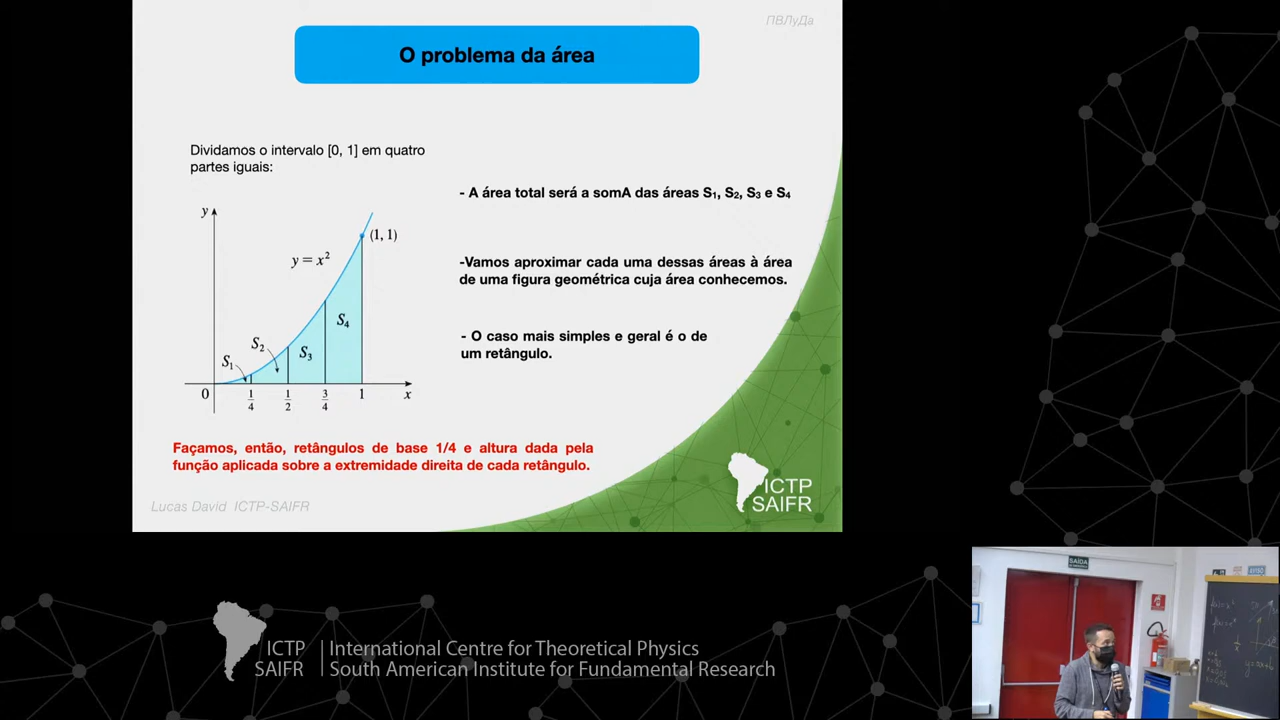 ПВЛуДа
O problema da área
Dividamos o intervalo [0, 1] em quatro
partes iguais:
- A área total será a somA das áreas S₁, S₂, S₃ e S₄
-Vamos aproximar cada uma dessas áreas à área
de uma figura geométrica cuja área conhecemos.
- O caso mais simples e geral é o de
um retângulo.
y
(1, 1)
y = x²
S₄
S₂
S₃
S₁
0
1/4
1/2
3/4
1
x
Façamos, então, retângulos de base 1/4 e altura dada pela
função aplicada sobre a extremidade direita de cada retângulo.
Lucas David ICTP-SAIFR
ICTP
SAIFR
SAÍDA
ICTP
SAIFR
International Centre for Theoretical Physics
South American Institute for Fundamental Research